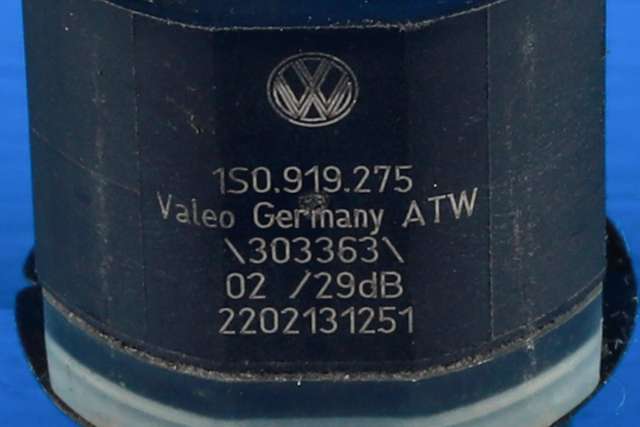 1S0.919.275
Valeo Germany ATW
\303363\
02 /29dB
2202131251